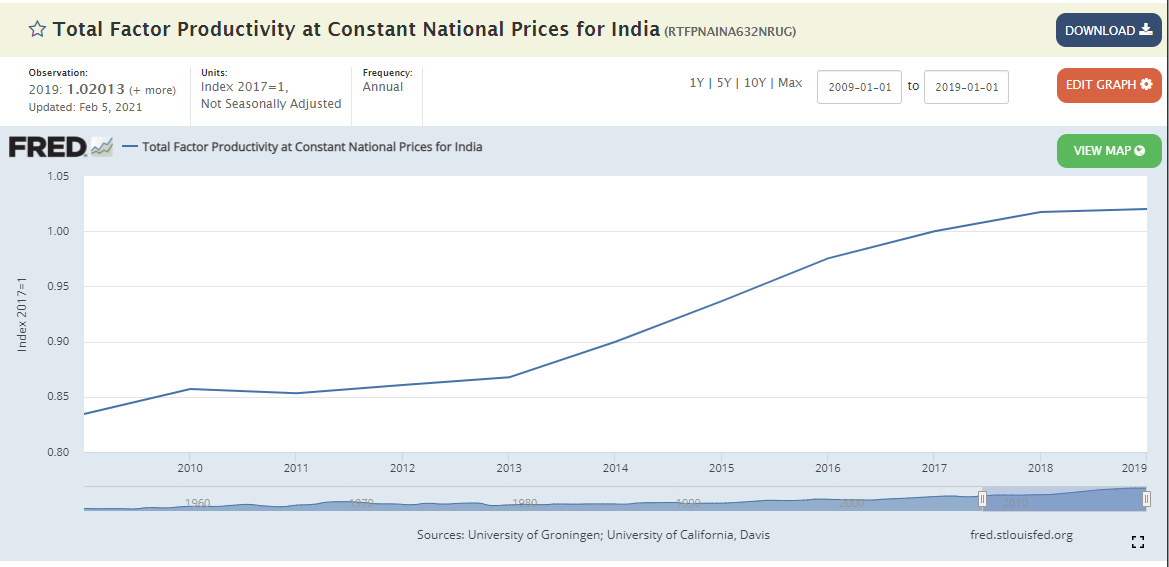 Total Factor Productivity at Constant National Prices for India (RTFPNAINA632NRUG)
DOWNLOAD
Observation:
2019: 1.02013 (+ more)
Updated: Feb 5, 2021
Units:
Index 2017=1,
Not Seasonally Adjusted
Frequency:
Annual
1Y | 5Y | 10Y | Max
2009-01-01 to 2019-01-01
EDIT GRAPH
FRED
Total Factor Productivity at Constant National Prices for India
VIEW MAP
Index 2017=1
1.05
1.00
0.95
0.90
0.85
0.80
2010 2011 2012 2013 2014 2015 2016 2017 2018 2019
1960 1970 1980 1990 2000 2010
Sources: University of Groningen; University of California, Davis
fred.stlouisfed.org